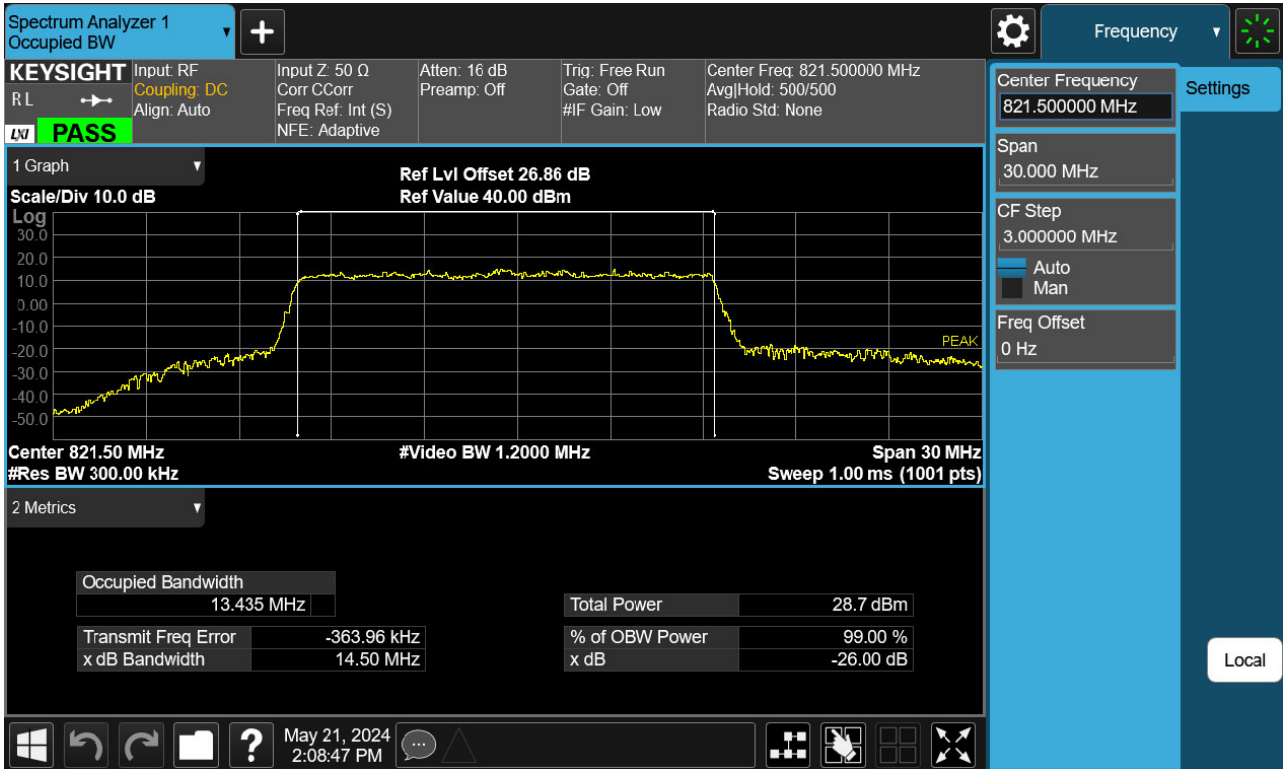 Spectrum Analyzer 1
Occupied BW
Frequency
KEYSIGHT
R L
LXI PASS
Input: RF
Coupling: DC
Align: Auto
Input Z: 50 Ω
Corr CCorr
Freq Ref: Int (S)
NFE: Adaptive
Atten: 16 dB
Preamp: Off
Trig: Free Run
Gate: Off
#IF Gain: Low
Center Freq: 821.500000 MHz
Avg|Hold: 500/500
Radio Std: None
Center Frequency
821.500000 MHz
Settings
Span
30.000 MHz
CF Step
3.000000 MHz
Auto
Man
Freq Offset
0 Hz
Local
1 Graph
Scale/Div 10.0 dB
Ref Lvl Offset 26.86 dB
Ref Value 40.00 dBm
Log
30.0
20.0
10.0
0.00
-10.0
-20.0
-30.0
-40.0
-50.0
PEAK
Center 821.50 MHz
#Video BW 1.2000 MHz
Span 30 MHz
#Res BW 300.00 kHz
Sweep 1.00 ms (1001 pts)
2 Metrics
Occupied Bandwidth
13.435 MHz
Total Power 28.7 dBm
Transmit Freq Error -363.96 kHz
% of OBW Power 99.00 %
x dB Bandwidth 14.50 MHz
x dB -26.00 dB
May 21, 2024
2:08:47 PM